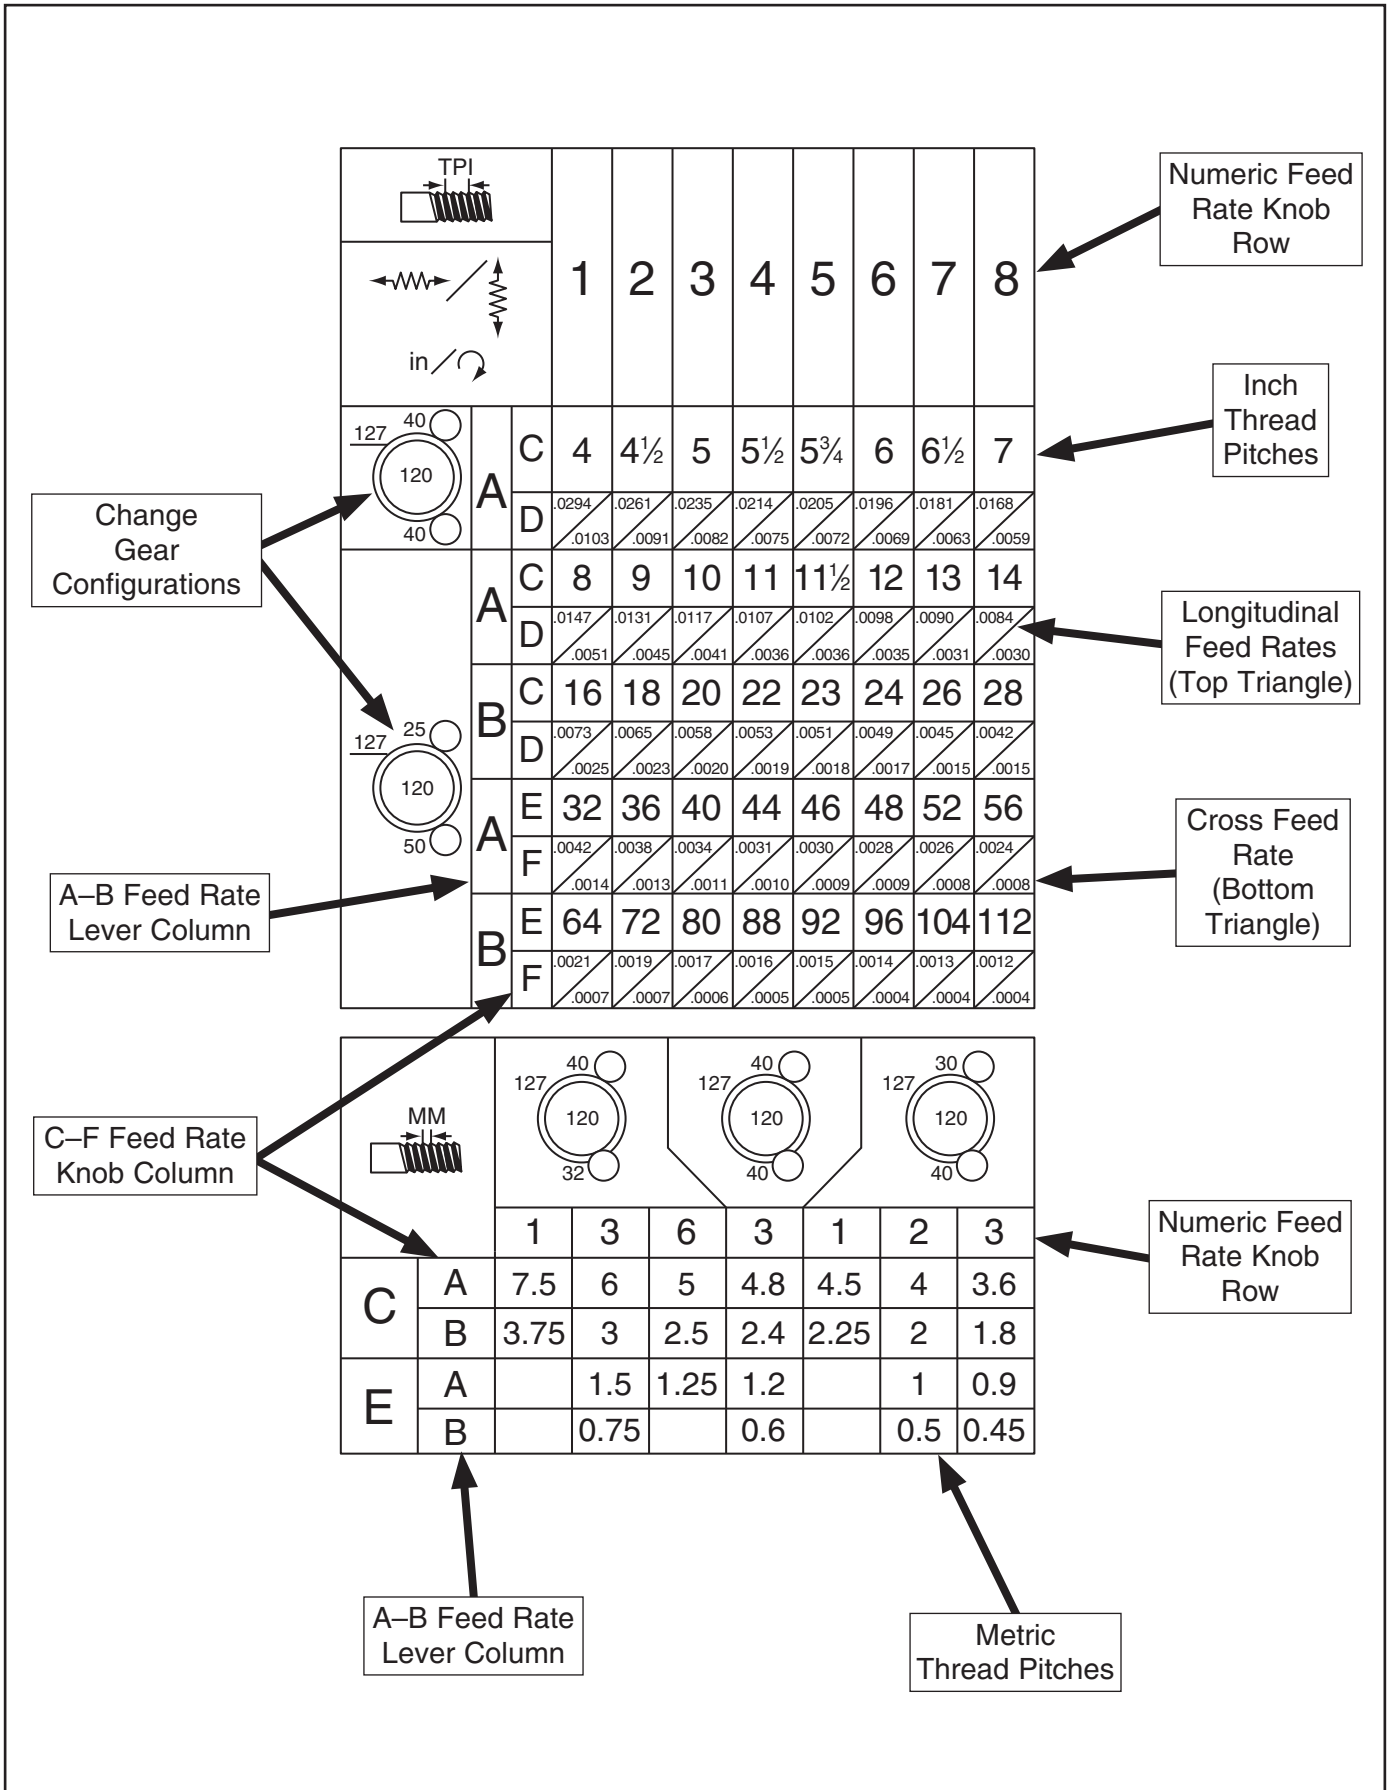 TPI
in
1 2 3 4 5 6 7 8
Numeric Feed
Rate Knob
Row
Inch
Thread
Pitches
40
127
120
40
A
C 4 4½ 5 5½ 5¾ 6 6½ 7
D .0294 .0261 .0235 .0214 .0205 .0196 .0181 .0168
.0103 .0091 .0082 .0075 .0072 .0069 .0063 .0059
Change
Gear
Configurations
A
C 8 9 10 11 11½ 12 13 14
D .0147 .0131 .0117 .0107 .0102 .0098 .0090 .0084
.0051 .0045 .0041 .0036 .0036 .0035 .0031 .0030
Longitudinal
Feed Rates
(Top Triangle)
B
C 16 18 20 22 23 24 26 28
D .0073 .0065 .0058 .0053 .0051 .0049 .0045 .0042
.0025 .0023 .0020 .0019 .0018 .0017 .0015 .0015
25
127
120
50
A
E 32 36 40 44 46 48 52 56
F .0042 .0038 .0034 .0031 .0030 .0028 .0026 .0024
.0014 .0013 .0011 .0010 .0009 .0009 .0008 .0008
Cross Feed
Rate
(Bottom
Triangle)
A–B Feed Rate
Lever Column
B
E 64 72 80 88 92 96 104 112
F .0021 .0019 .0017 .0016 .0015 .0014 .0013 .0012
.0007 .0007 .0006 .0005 .0005 .0004 .0004 .0004
C–F Feed Rate
Knob Column
MM
40
127
120
32
40
127
120
40
30
127
120
40
1 3 6 3 1 2 3
Numeric Feed
Rate Knob
Row
C
A 7.5 6 5 4.8 4.5 4 3.6
B 3.75 3 2.5 2.4 2.25 2 1.8
E
A 1.5 1.25 1.2 1 0.9
B 0.75 0.6 0.5 0.45
A–B Feed Rate
Lever Column
Metric
Thread Pitches